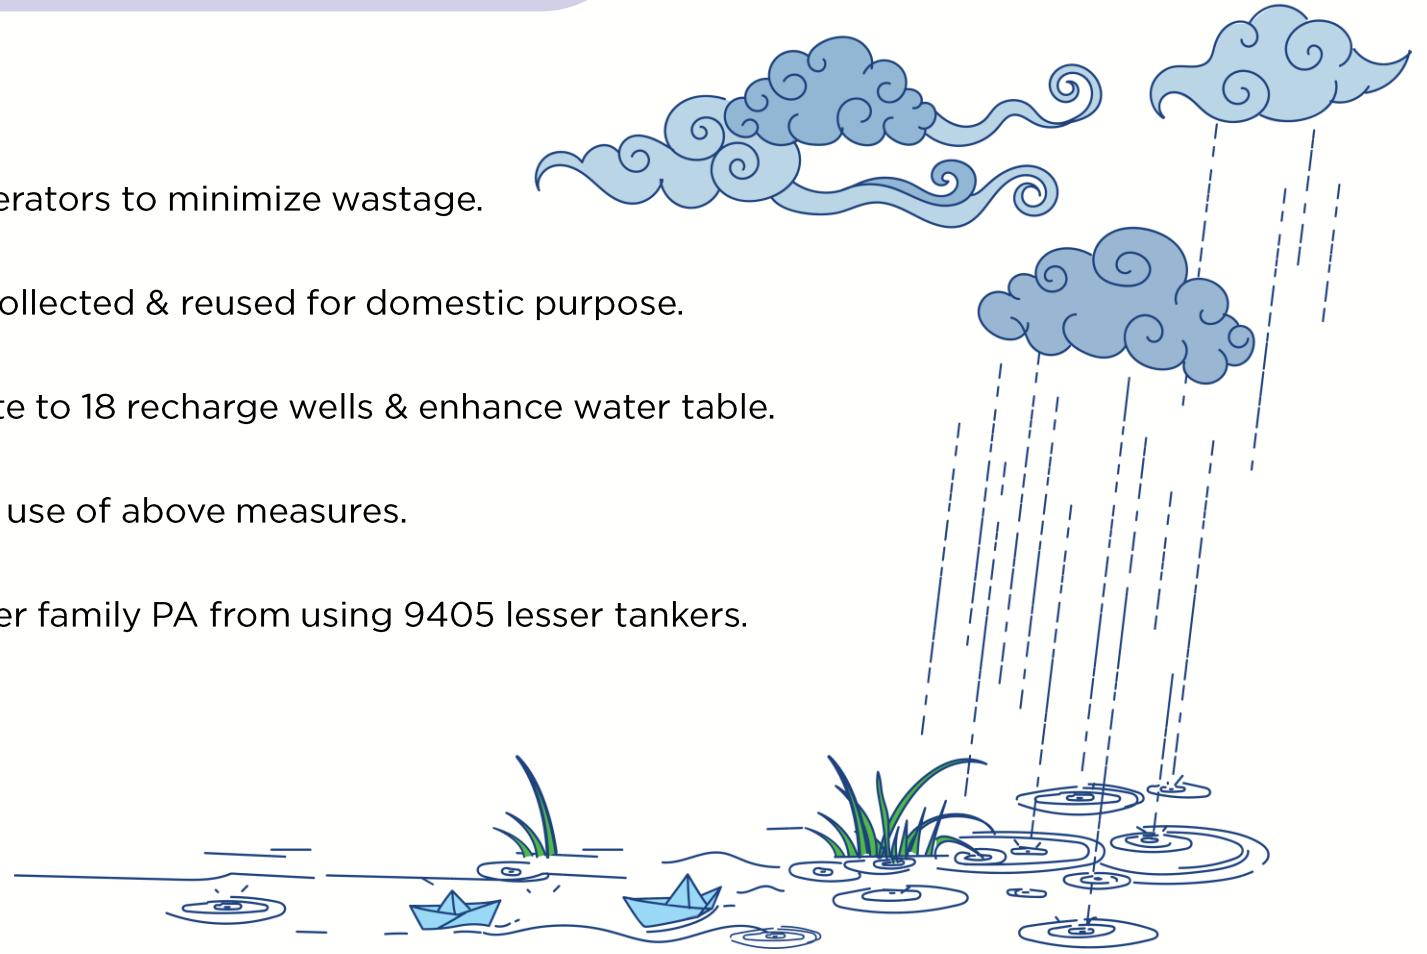 erators to minimize wastage.
ollected & reused for domestic purpose.
te to 18 recharge wells & enhance water table.
use of above measures.
er family PA from using 9405 lesser tankers.